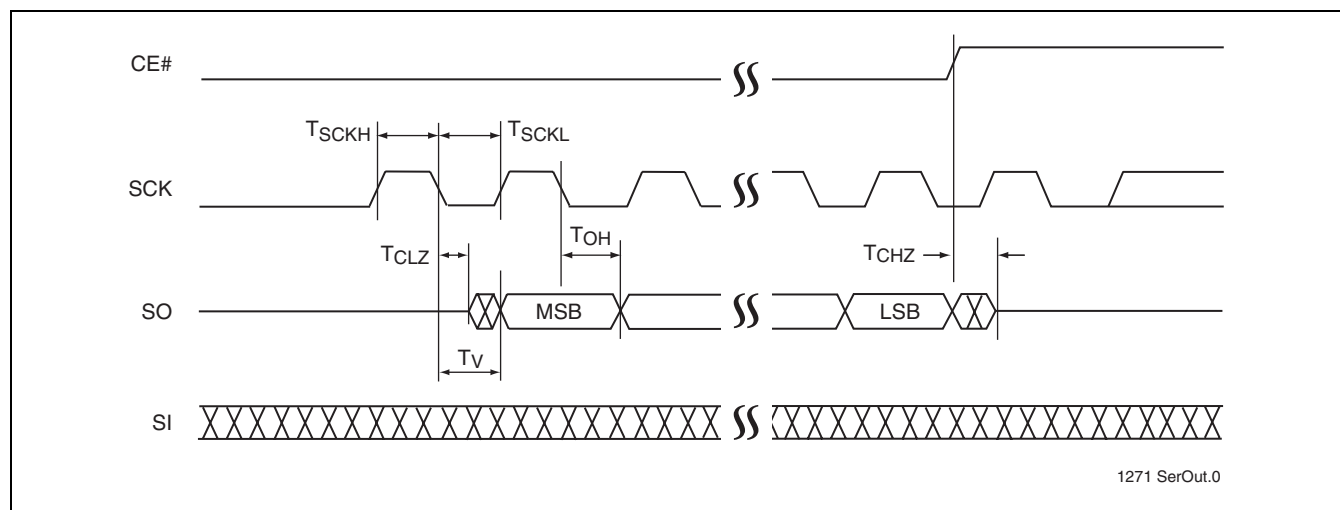 CE#
TSCKH
TSCKL
SCK
TOH
TCLZ
TCHZ
SO
MSB
LSB
TV
SI
1271 SerOut.0